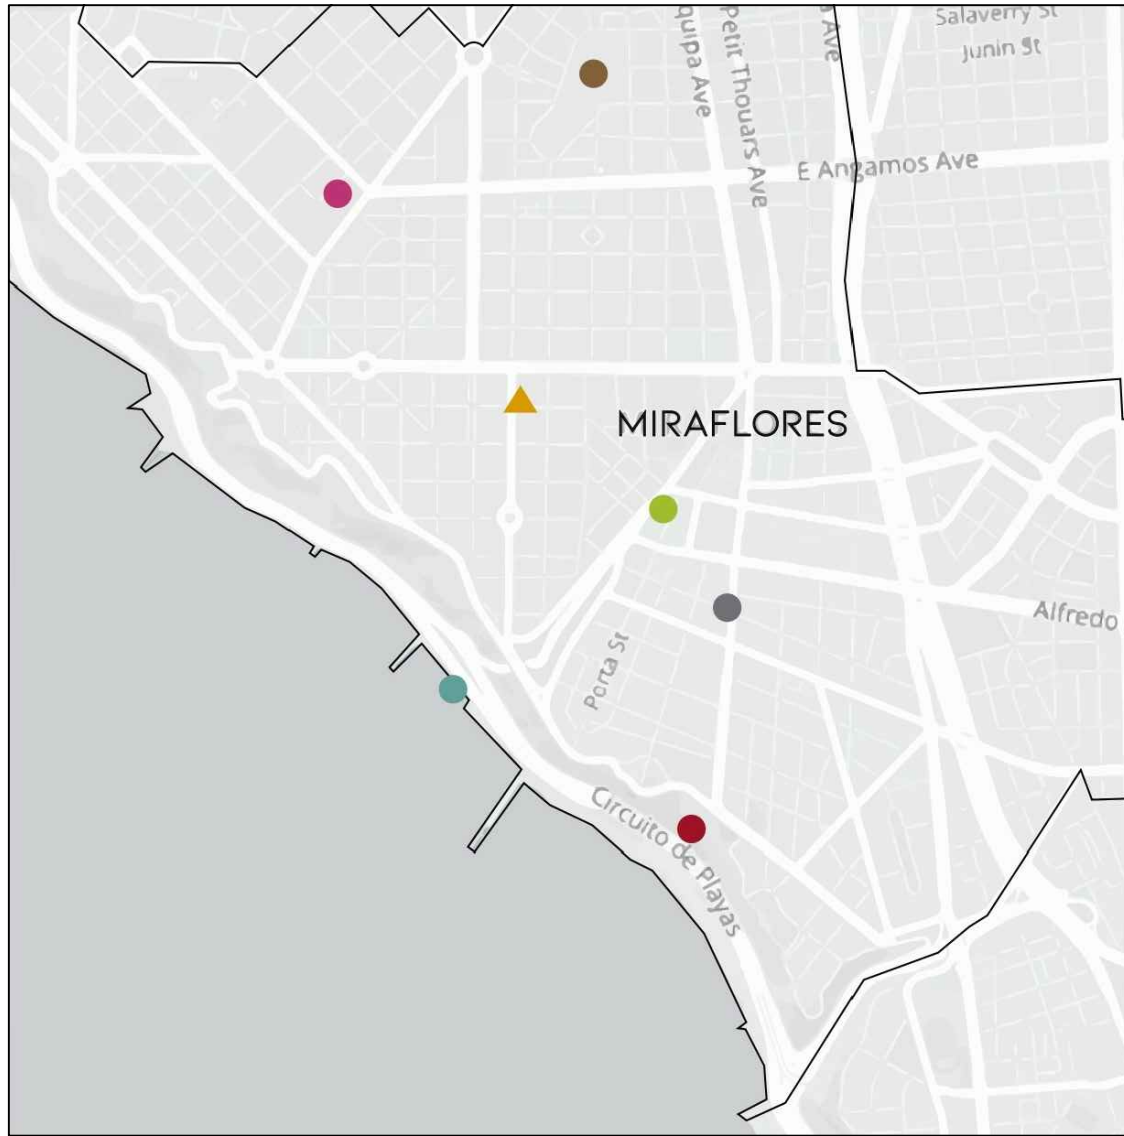 Salaverry St
Junin St
quipa Ave
Petit Thouars Ave
a Ave
E Angamos Ave
MIRAFLORES
Alfredo
Porta St
Circuito de Playas